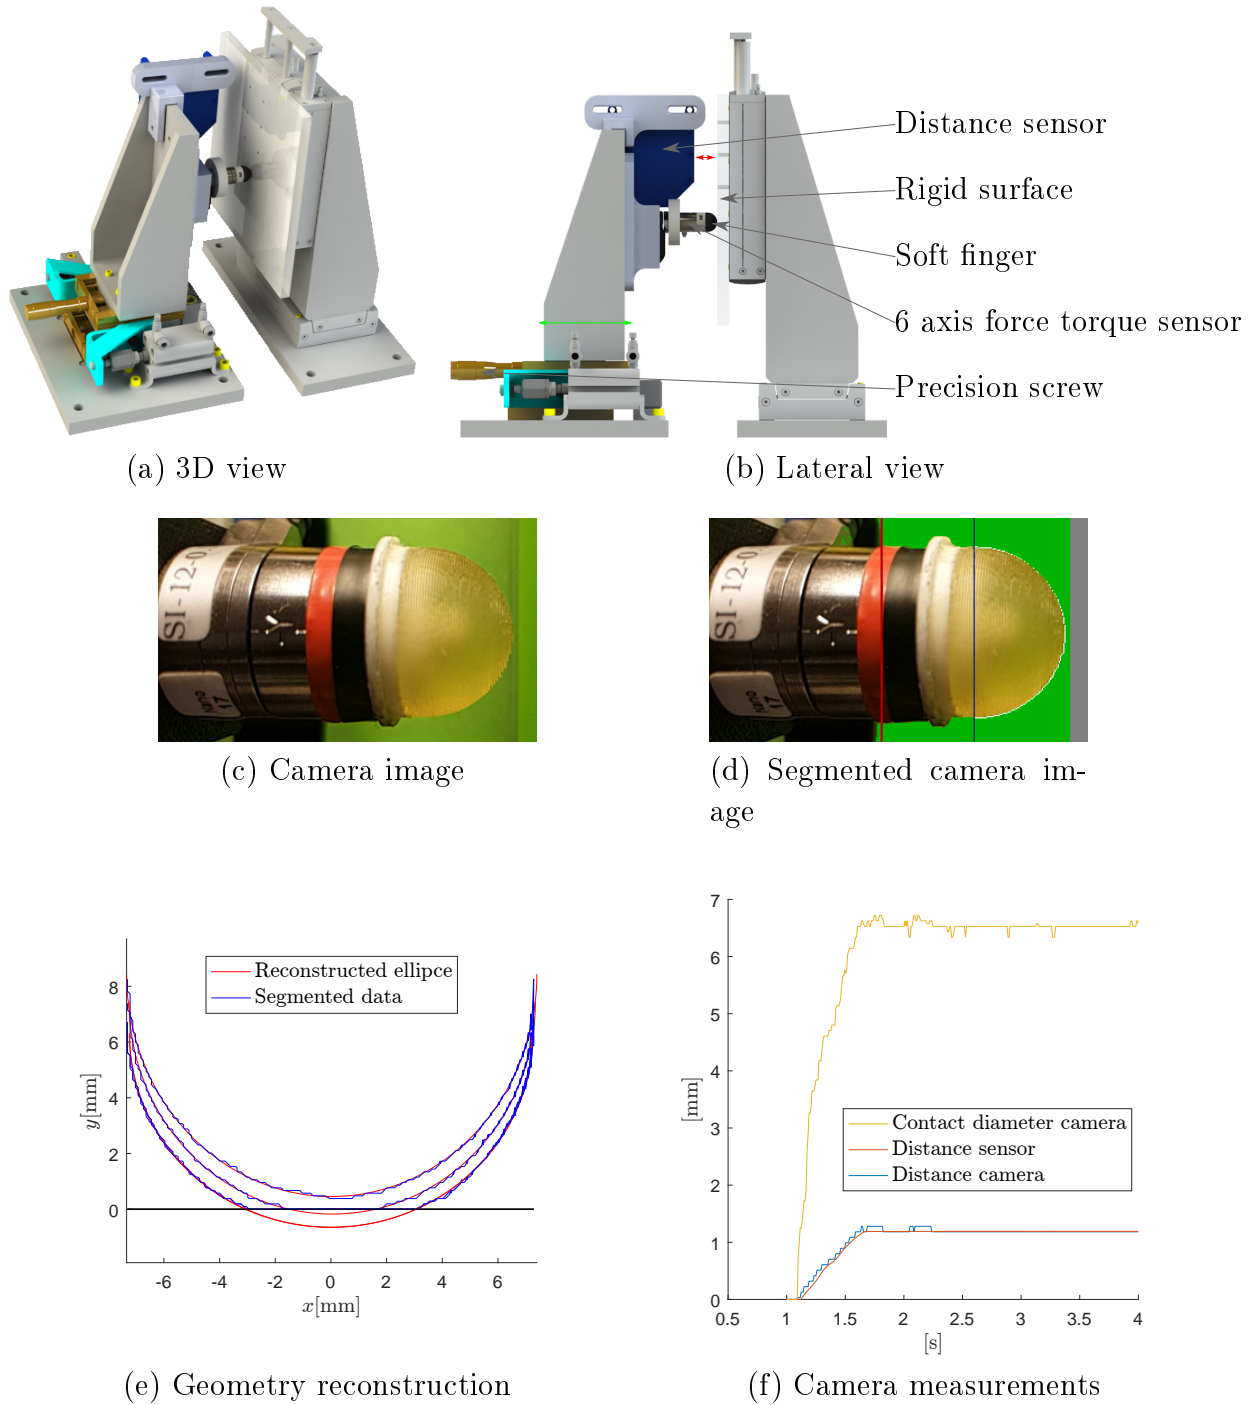 Distance sensor
Rigid surface
Soft finger
6 axis force torque sensor
Precision screw
(a) 3D view
(b) Lateral view
SI-12-0
Nano
17
SI-12-0
Nano
17
(c) Camera image
(d) Segmented camera im-
age
Reconstructed ellipce
Segmented data
8
6
4
2
0
y[mm]
-6 -4 -2 0 2 4 6
x[mm]
(e) Geometry reconstruction
7
6
5
4
3
2
1
0
[mm]
Contact diameter camera
Distance sensor
Distance camera
0.5 1 1.5 2 2.5 3 3.5 4
[s]
(f) Camera measurements